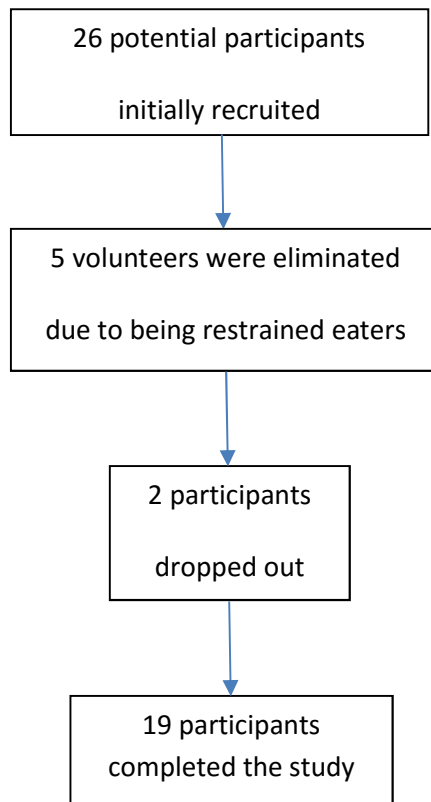 26 potential participants
initially recruited
5 volunteers were eliminated
due to being restrained eaters
2 participants
dropped out
19 participants
completed the study